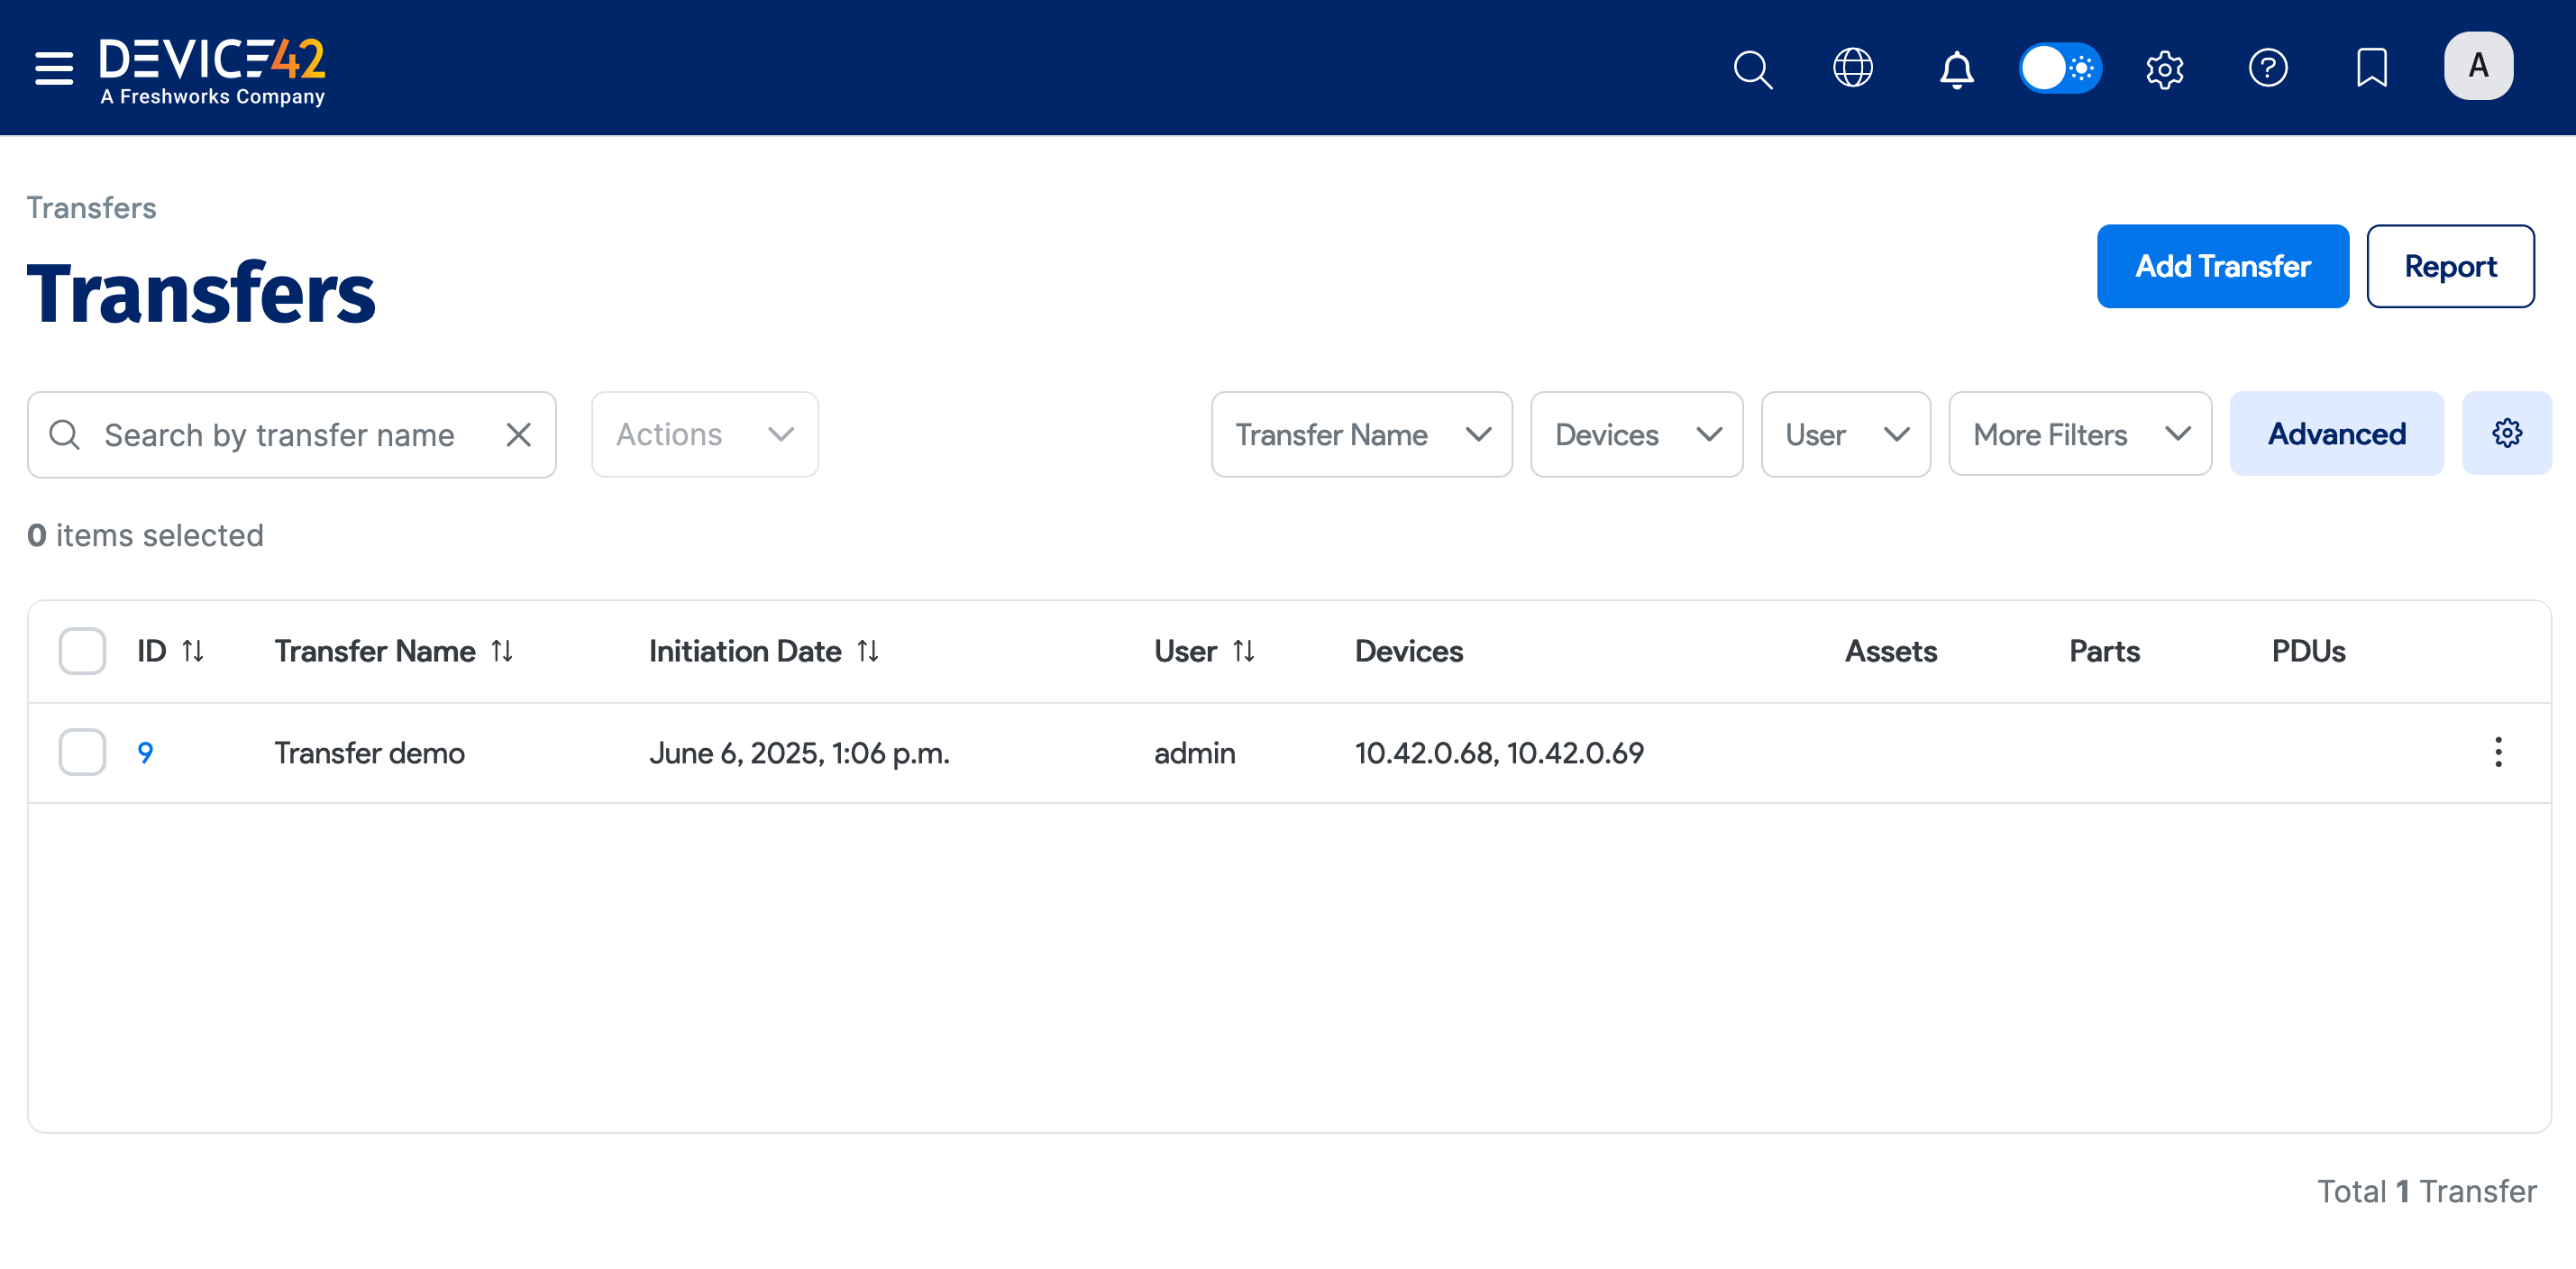 DEVICE42
A Freshworks Company
A
Transfers
Transfers
Add Transfer
Report
Search by transfer name
Actions
Transfer Name
Devices
User
More Filters
Advanced
0 items selected
ID Transfer Name Initiation Date User Devices Assets Parts PDUs
9 Transfer demo June 6, 2025, 1:06 p.m. admin 10.42.0.68, 10.42.0.69
Total 1 Transfer